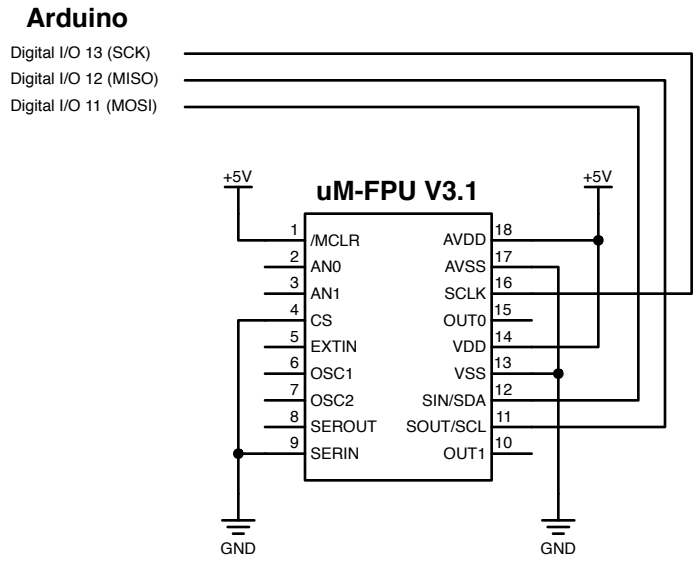 Arduino
Digital I/O 13 (SCK)
Digital I/O 12 (MISO)
Digital I/O 11 (MOSI)
+5V
+5V
uM-FPU V3.1
1 /MCLR AVDD 18
2 AN0 AVSS 17
3 AN1 SCLK 16
4 CS OUT0 15
5 EXTIN VDD 14
6 OSC1 VSS 13
7 OSC2 SIN/SDA 12
8 SEROUT SOUT/SCL 11
9 SERIN OUT1 10
GND
GND